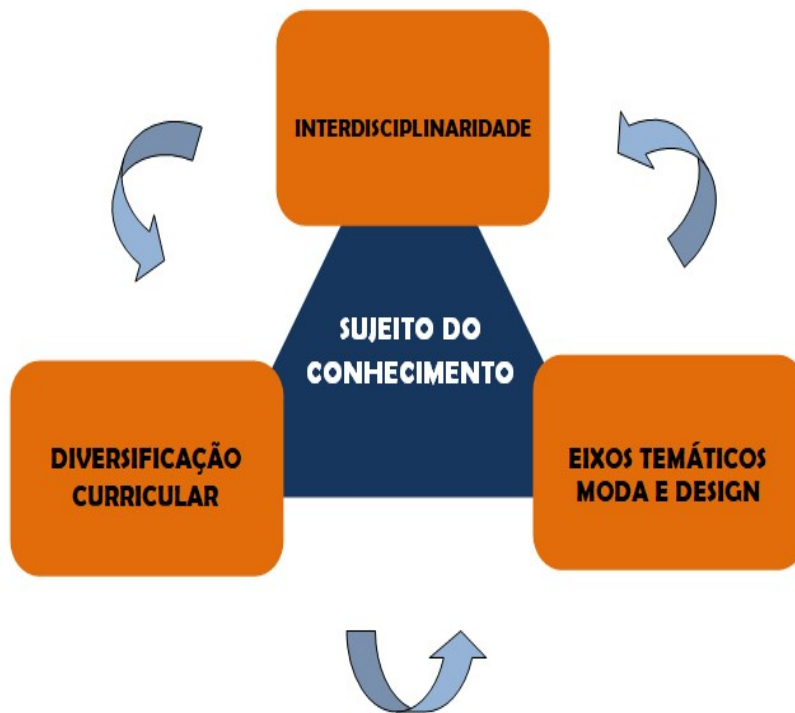 INTERDISCIPLINARIDADE
SUJEITO DO
CONHECIMENTO
DIVERSIFICAÇÃO
CURRICULAR
EIXOS TEMÁTICOS
MODA E DESIGN